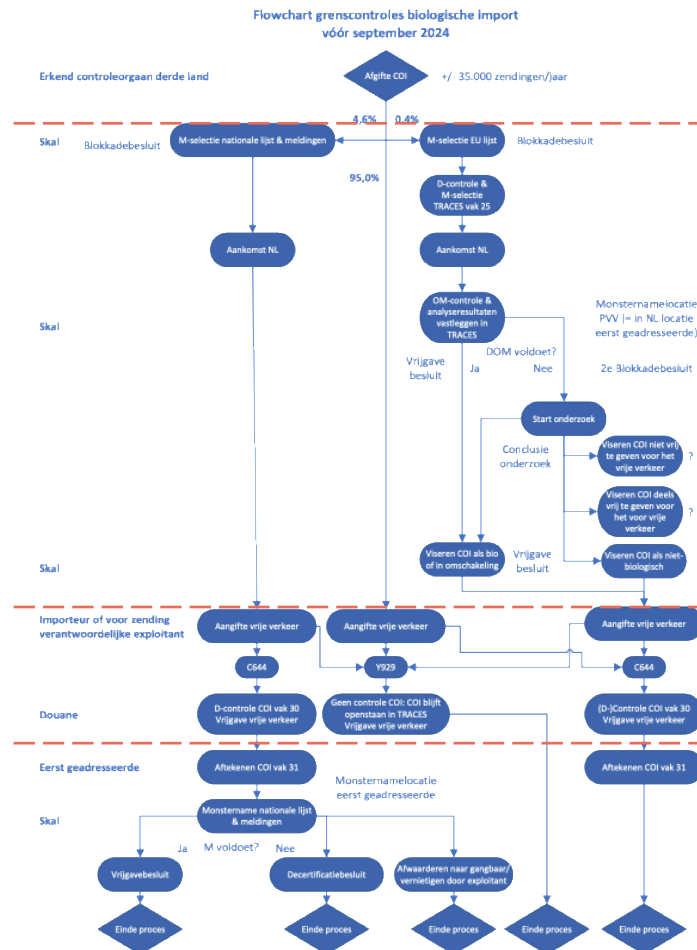 Flowchart grenscontroles biologische import
vóór september 2024
Erkend controleorgaan derde land
Afgifte COI
+/- 35.000 zendingen/jaar
4,6%
0,4%
Skal
Blokkadebesluit
M-selectie nationale lijst & meldingen
M-selectie EU lijst
Blokkadebesluit
95,0%
D-controle &
M-selectie
TRACES vak 25
Aankomst NL
Aankomst NL
Skal
OM-controle &
analyseresultaten
vastleggen in
TRACES
Monsternamelocatie
PVV (= in NL locatie
eerst geadresseerde)
Vrijgave
besluit
DOM voldoet?
Ja
Nee
2e Blokkadebesluit
Start onderzoek
Conclusie
onderzoek
Viseren COI niet vrij
te geven voor het
vrije verkeer
?
Viseren COI deels
vrij te geven voor
het voor vrije
verkeer
?
Skal
Viseren COI als bio
of in omschakeling
Vrijgave
besluit
Viseren COI als niet-
biologisch
Importeur of voor zending
verantwoordelijke exploitant
Aangifte vrije verkeer
Aangifte vrije verkeer
Aangifte vrije verkeer
C644
Y929
C644
Douane
D-controle COI vak 30
Vrijgave vrije verkeer
Geen controle COI: COI blijft
openstaan in TRACES
Vrijgave vrije verkeer
(D-)Controle COI vak 30
Vrijgave vrije verkeer
Eerst geadresseerde
Aftekenen COI vak 31
Aftekenen COI vak 31
Monsternamelocatie
eerst geadresseerde
Skal
Monstername nationale lijst
& meldingen
Ja
M voldoet?
Nee
Vrijgavebesluit
Decertificatiebesluit
Afwaarderen naar gangbaar/
vernietigen door exploitant
Einde proces
Einde proces
Einde proces
Einde proces
Einde proces